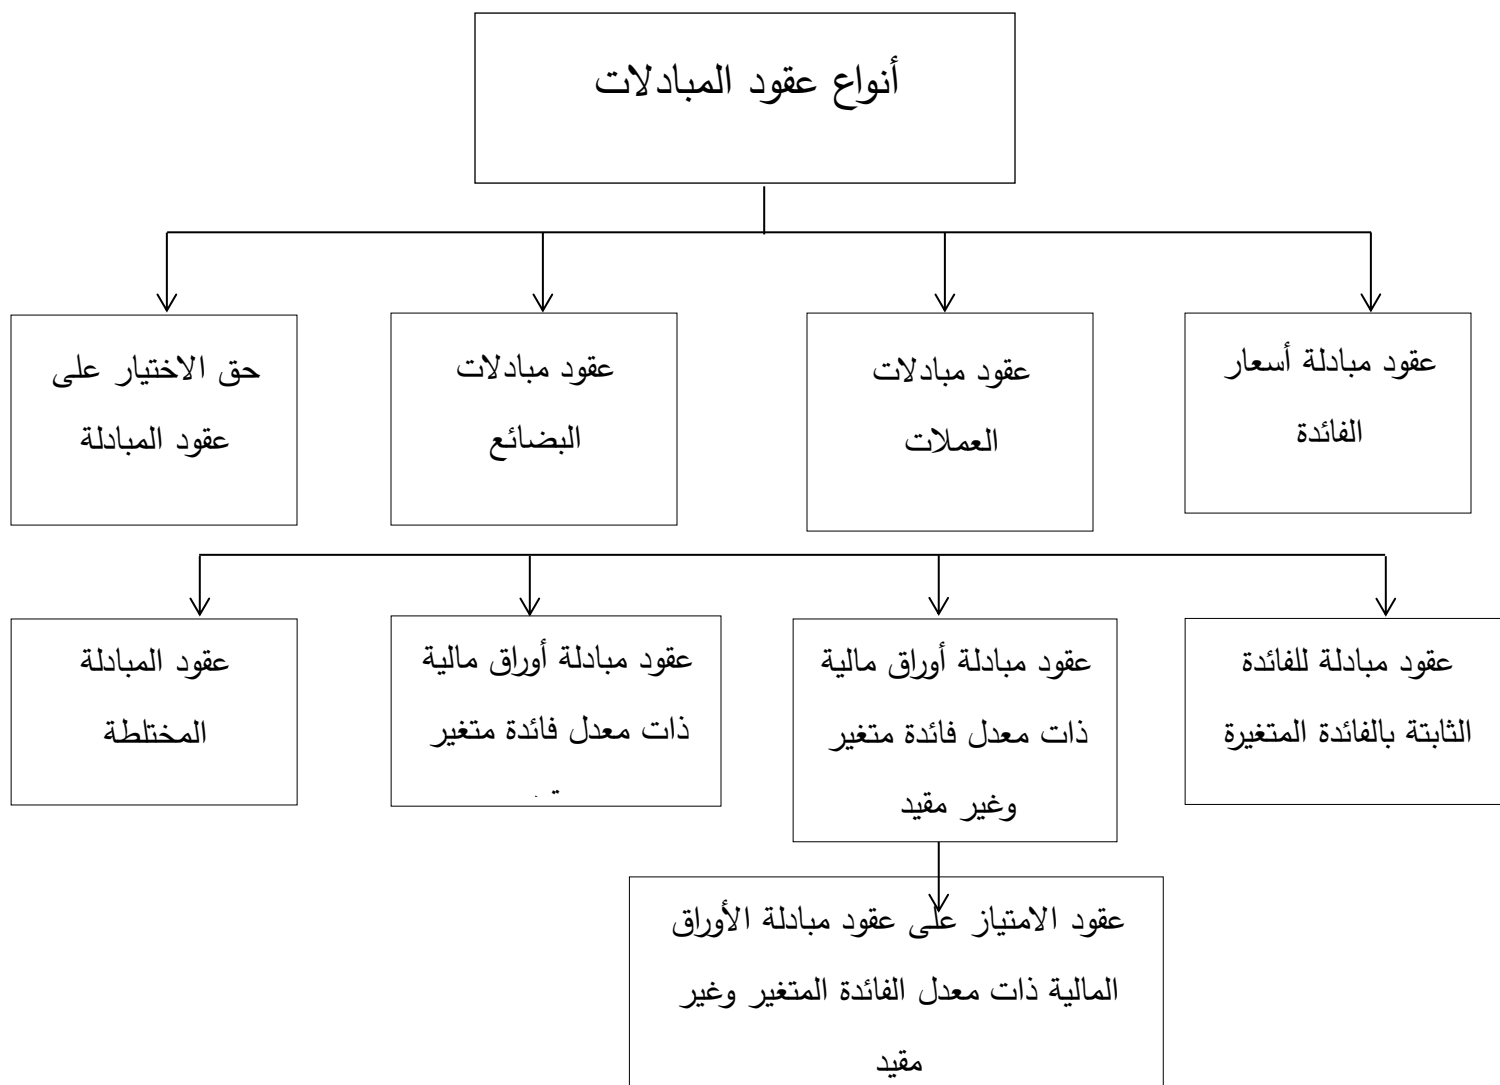 أنواع عقود المبادلات
عقود مبادلة أسعار
الفائدة
عقود مبادلات
العملات
عقود مبادلات
البضائع
حق الاختيار على
عقود المبادلة
عقود مبادلة للفائدة
الثابتة بالفائدة المتغيرة
عقود مبادلة أوراق مالية
ذات معدل فائدة متغير
وغير مقيد
عقود مبادلة أوراق مالية
ذات معدل فائدة متغير
عقود المبادلة
المختلطة
عقود الامتياز على عقود مبادلة الأوراق
المالية ذات معدل الفائدة المتغير وغير
مقيد